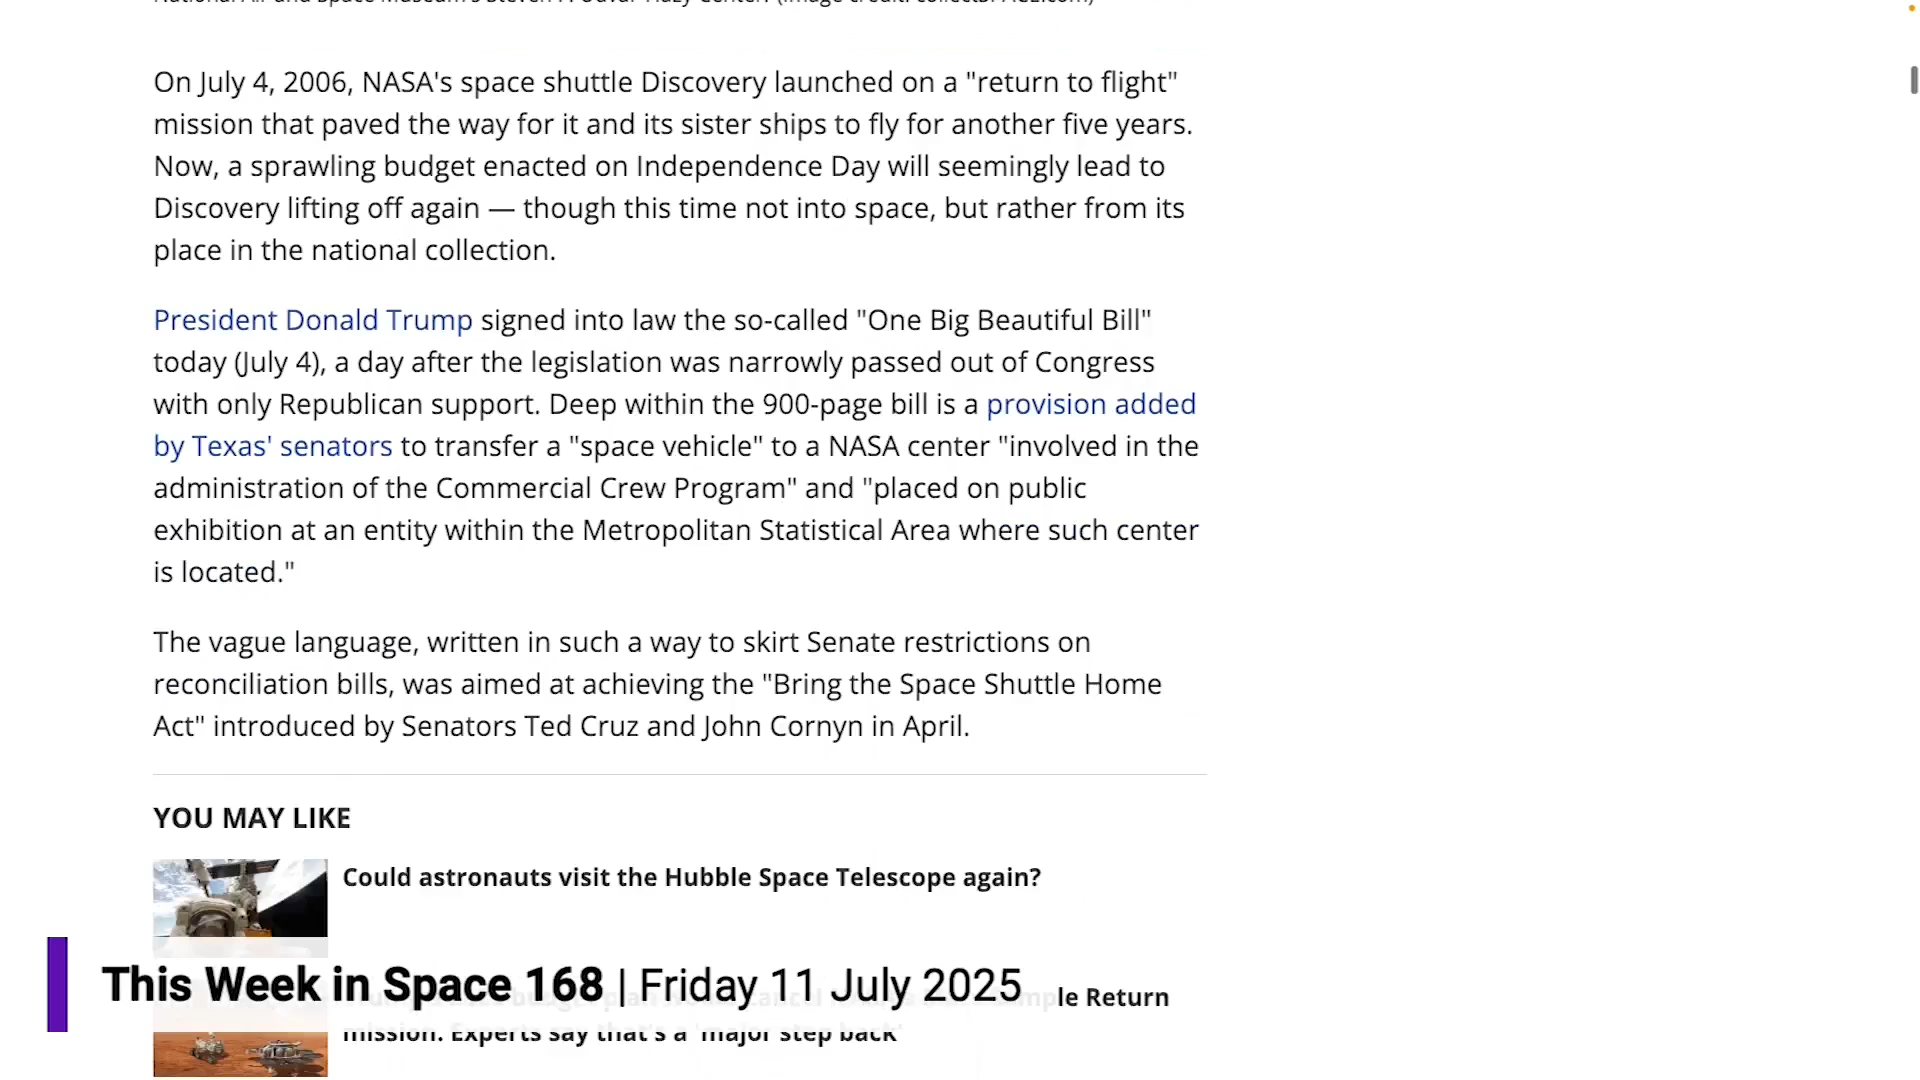 On July 4, 2006, NASA's space shuttle Discovery launched on a "return to flight"
mission that paved the way for it and its sister ships to fly for another five years.
Now, a sprawling budget enacted on Independence Day will seemingly lead to
Discovery lifting off again — though this time not into space, but rather from its
place in the national collection.
President Donald Trump signed into law the so-called "One Big Beautiful Bill"
today (July 4), a day after the legislation was narrowly passed out of Congress
with only Republican support. Deep within the 900-page bill is a provision added
by Texas' senators to transfer a "space vehicle" to a NASA center "involved in the
administration of the Commercial Crew Program" and "placed on public
exhibition at an entity within the Metropolitan Statistical Area where such center
is located."
The vague language, written in such a way to skirt Senate restrictions on
reconciliation bills, was aimed at achieving the "Bring the Space Shuttle Home
Act" introduced by Senators Ted Cruz and John Cornyn in April.
YOU MAY LIKE
Could astronauts visit the Hubble Space Telescope again?
This Week in Space 168 | Friday 11 July 2025
Return
mission. Experts say that's a 'major step back'